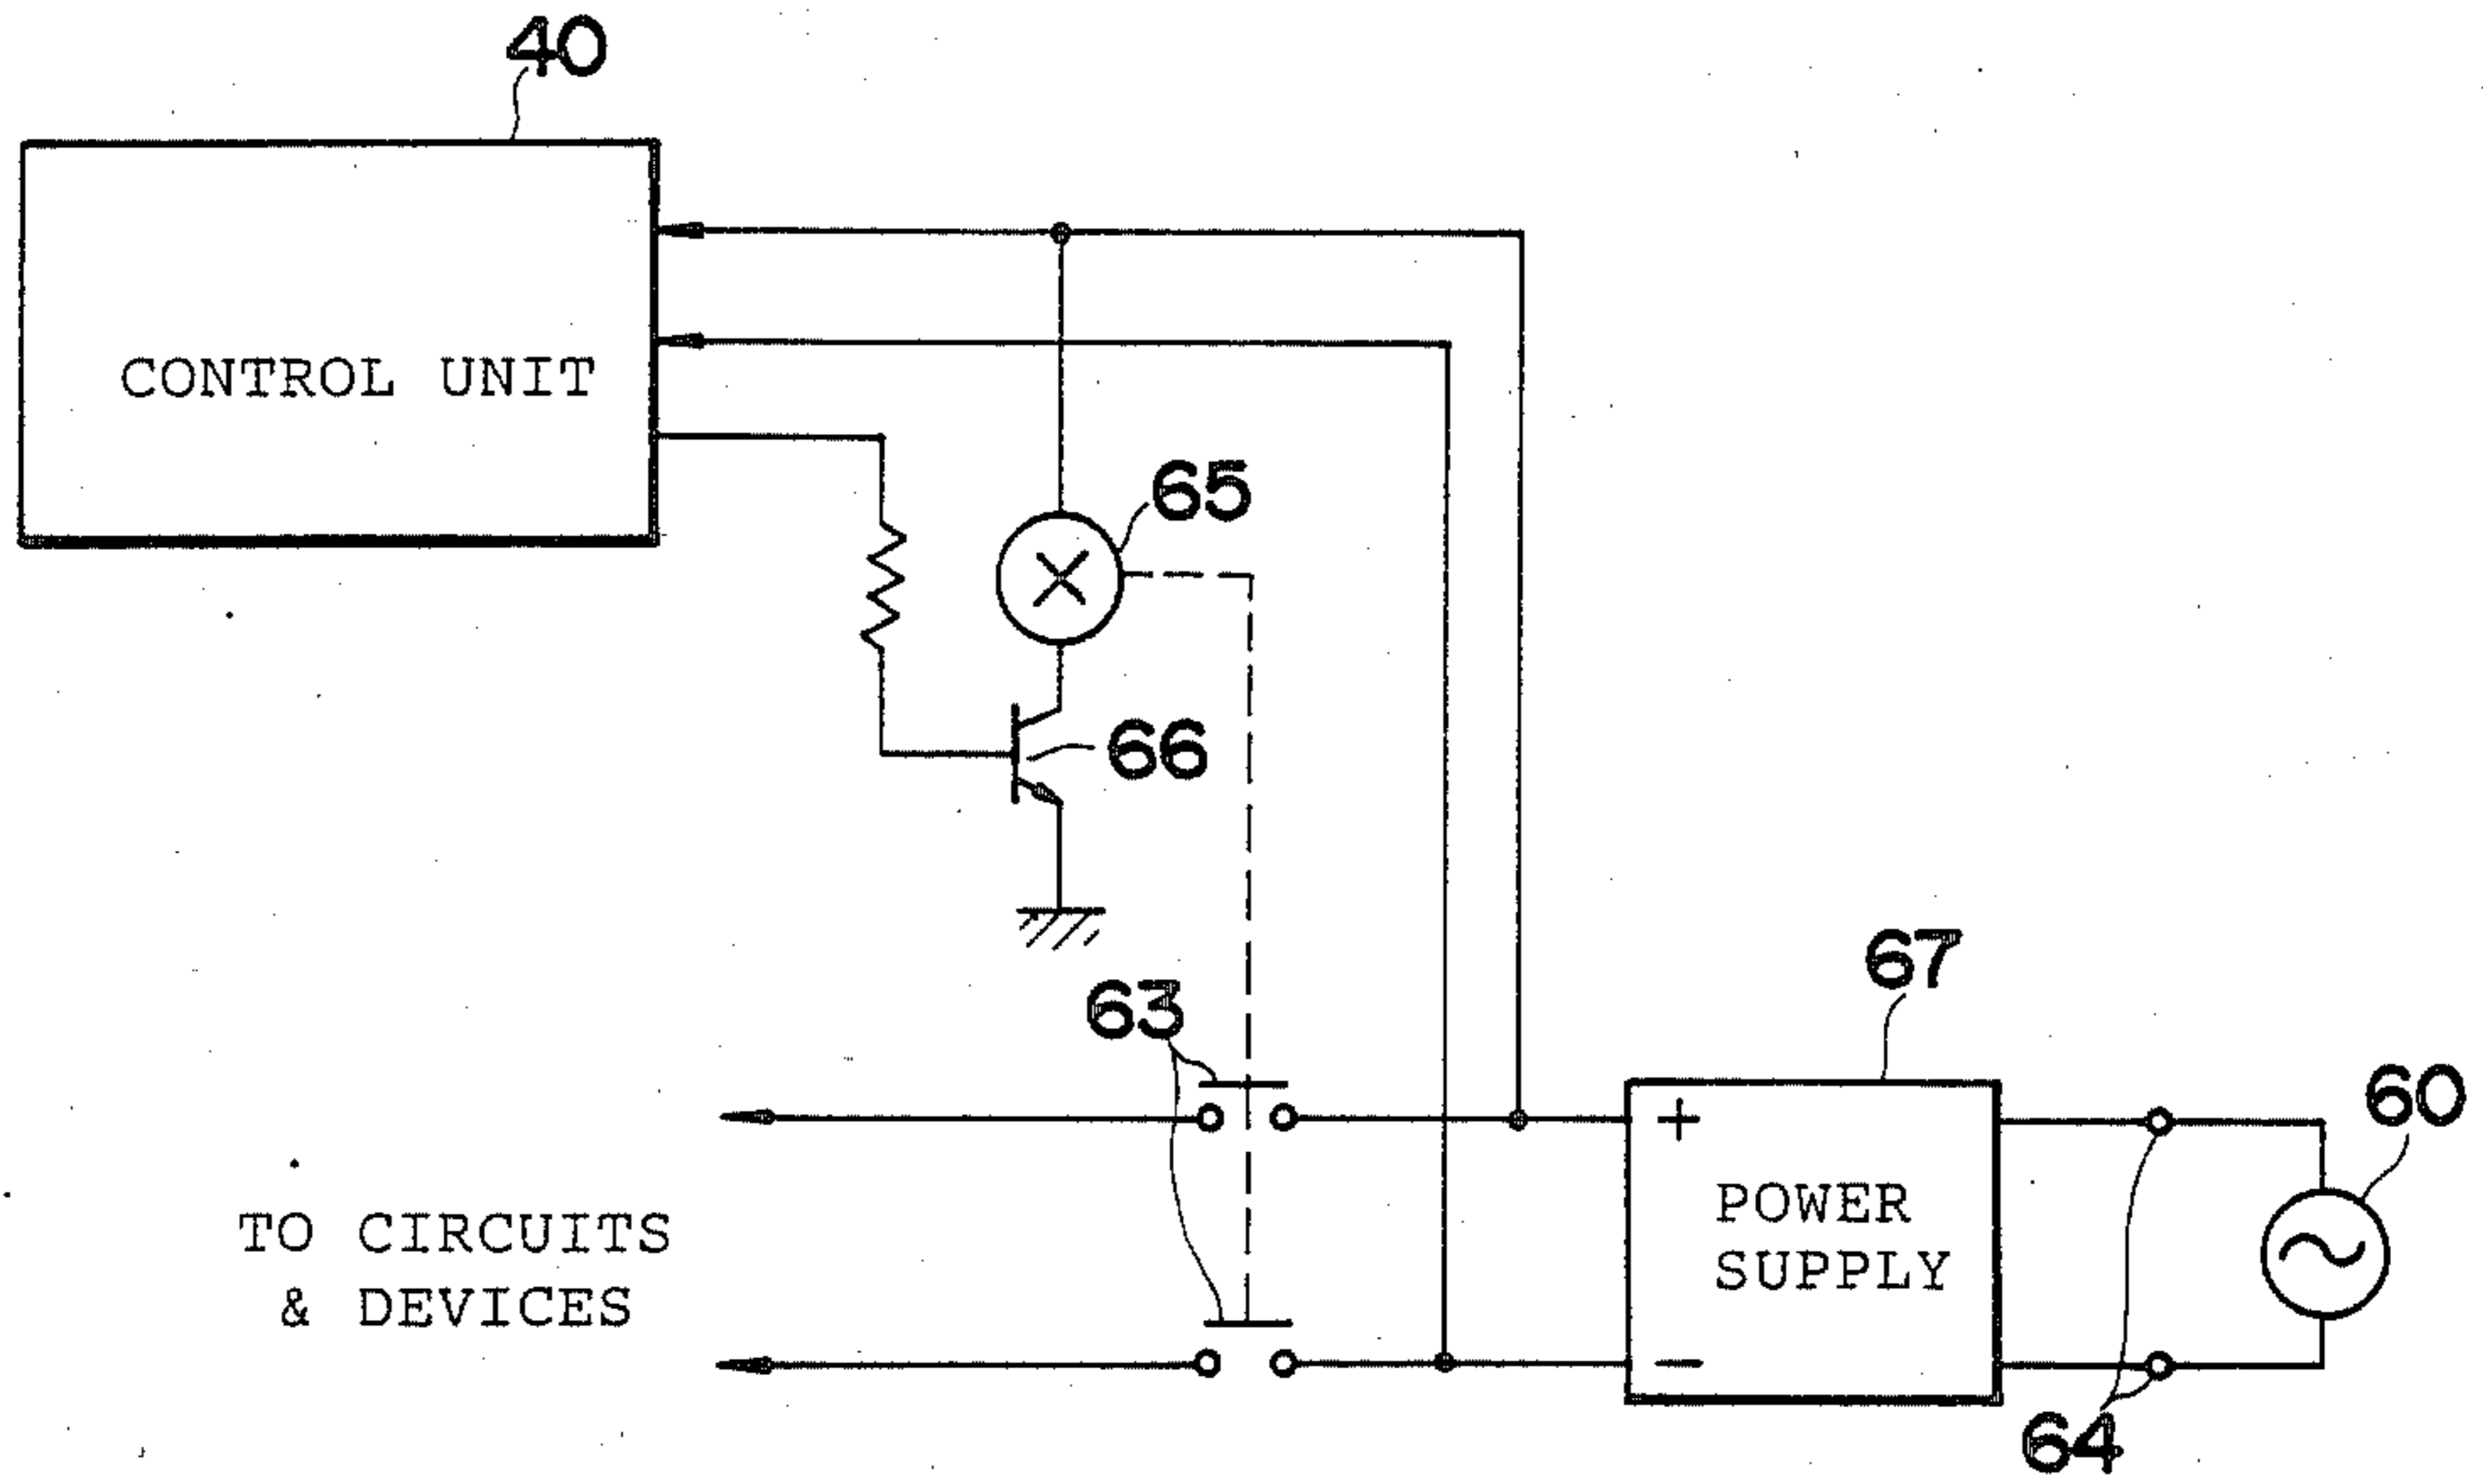 40
CONTROL UNIT
65
66
63
67
60
+
POWER
SUPPLY
−
TO CIRCUITS
& DEVICES
64